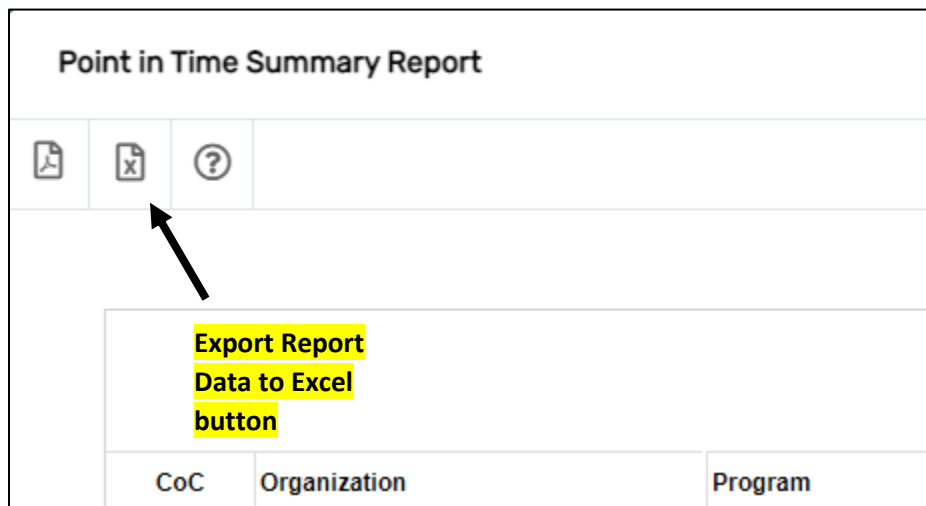 Point in Time Summary Report
Export Report
Data to Excel
button
CoC Organization Program